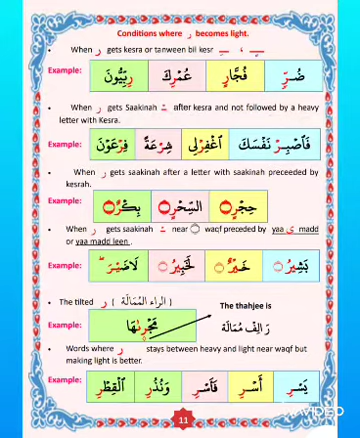 Conditions where ر becomes light.
• When ر gets kesra or tanween bil kesr ـِ ، ـٍ
Example: ضُرِّ فُجَّارٍ عُمُرِكَ رِبِّيُّونَ
• When ر gets Saakinah ـْ after kesra and not followed by a heavy
letter with Kesra.
Example: فَاصْبِرْ نَفْسَكَ اغْفِرْلِى شِرْعَةً فِرْعَوْنَ
When ر gets saakinah after a letter with saakinah preceeded by
kesrah.
Example: حِجْرٍ السِّحْرَ بِكْرٌ
• When ر gets saakinah ـْ near waqf preceded by yaa ي madd
or yaa madd leen .
Example: بَشِيرٌ خَيْرٌ لَخَبِيرٌ لَاضَيْرَ
• The tilted ر ( الراء المُمَالَة )
The thahjee is
Example: مَجْرٖىٰهَا
رَ الِفْ مُمَالَة
• Words where ر stays between heavy and light near waqf but
making light is better.
Example: يَسْرِ أَسْرِ فَأَسْرِ وَنُذُرِ الْقِطْرِ
11